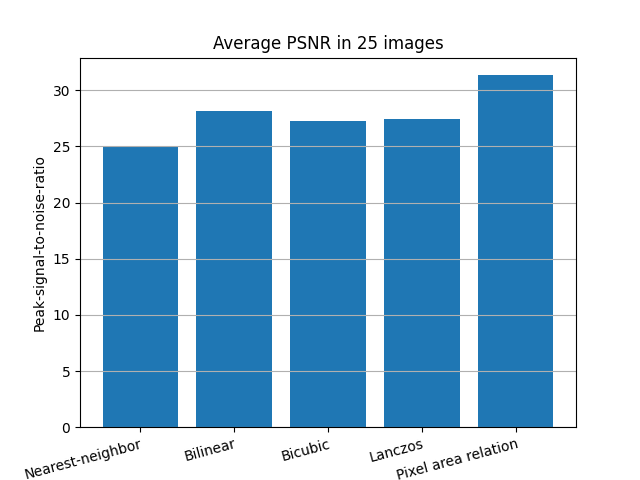 Average PSNR in 25 images
Peak-signal-to-noise-ratio
30
25
20
15
10
5
0
Nearest-neighbor
Bilinear
Bicubic
Lanczos
Pixel area relation